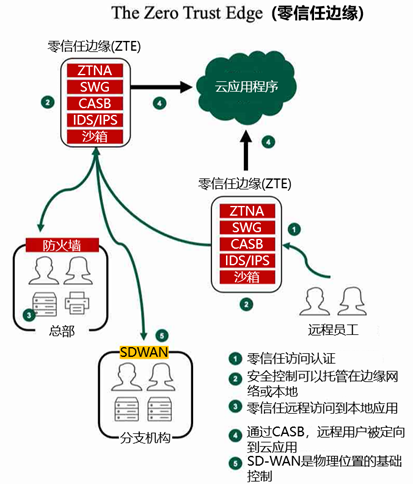 The Zero Trust Edge (零信任边缘)
零信任边缘(ZTE)
ZTNA
SWG
CASB
IDS/IPS
沙箱
2
4
云应用程序
4
零信任边缘(ZTE)
ZTNA
SWG
CASB
IDS/IPS
沙箱
1
2
防火墙
3
总部
远程员工
5
SDWAN
分支机构
1 零信任访问认证
2 安全控制可以托管在边缘网
络或本地
3 零信任远程访问到本地应用
4 通过CASB，远程用户被定向
到云应用
5 SD-WAN是物理位置的基础
控制